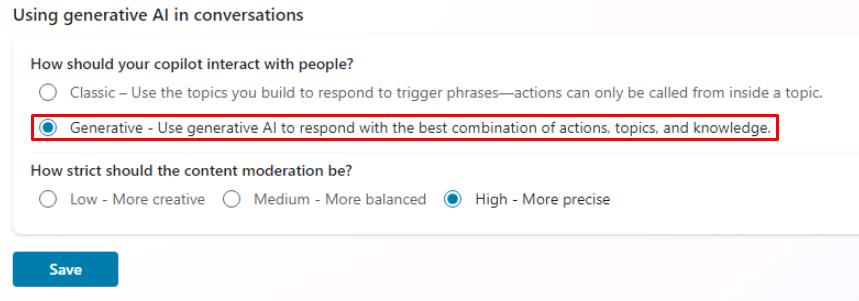 Using generative AI in conversations
How should your copilot interact with people?
Classic – Use the topics you build to respond to trigger phrases—actions can only be called from inside a topic.
Generative - Use generative AI to respond with the best combination of actions, topics, and knowledge.
How strict should the content moderation be?
Low - More creative Medium - More balanced High - More precise
Save